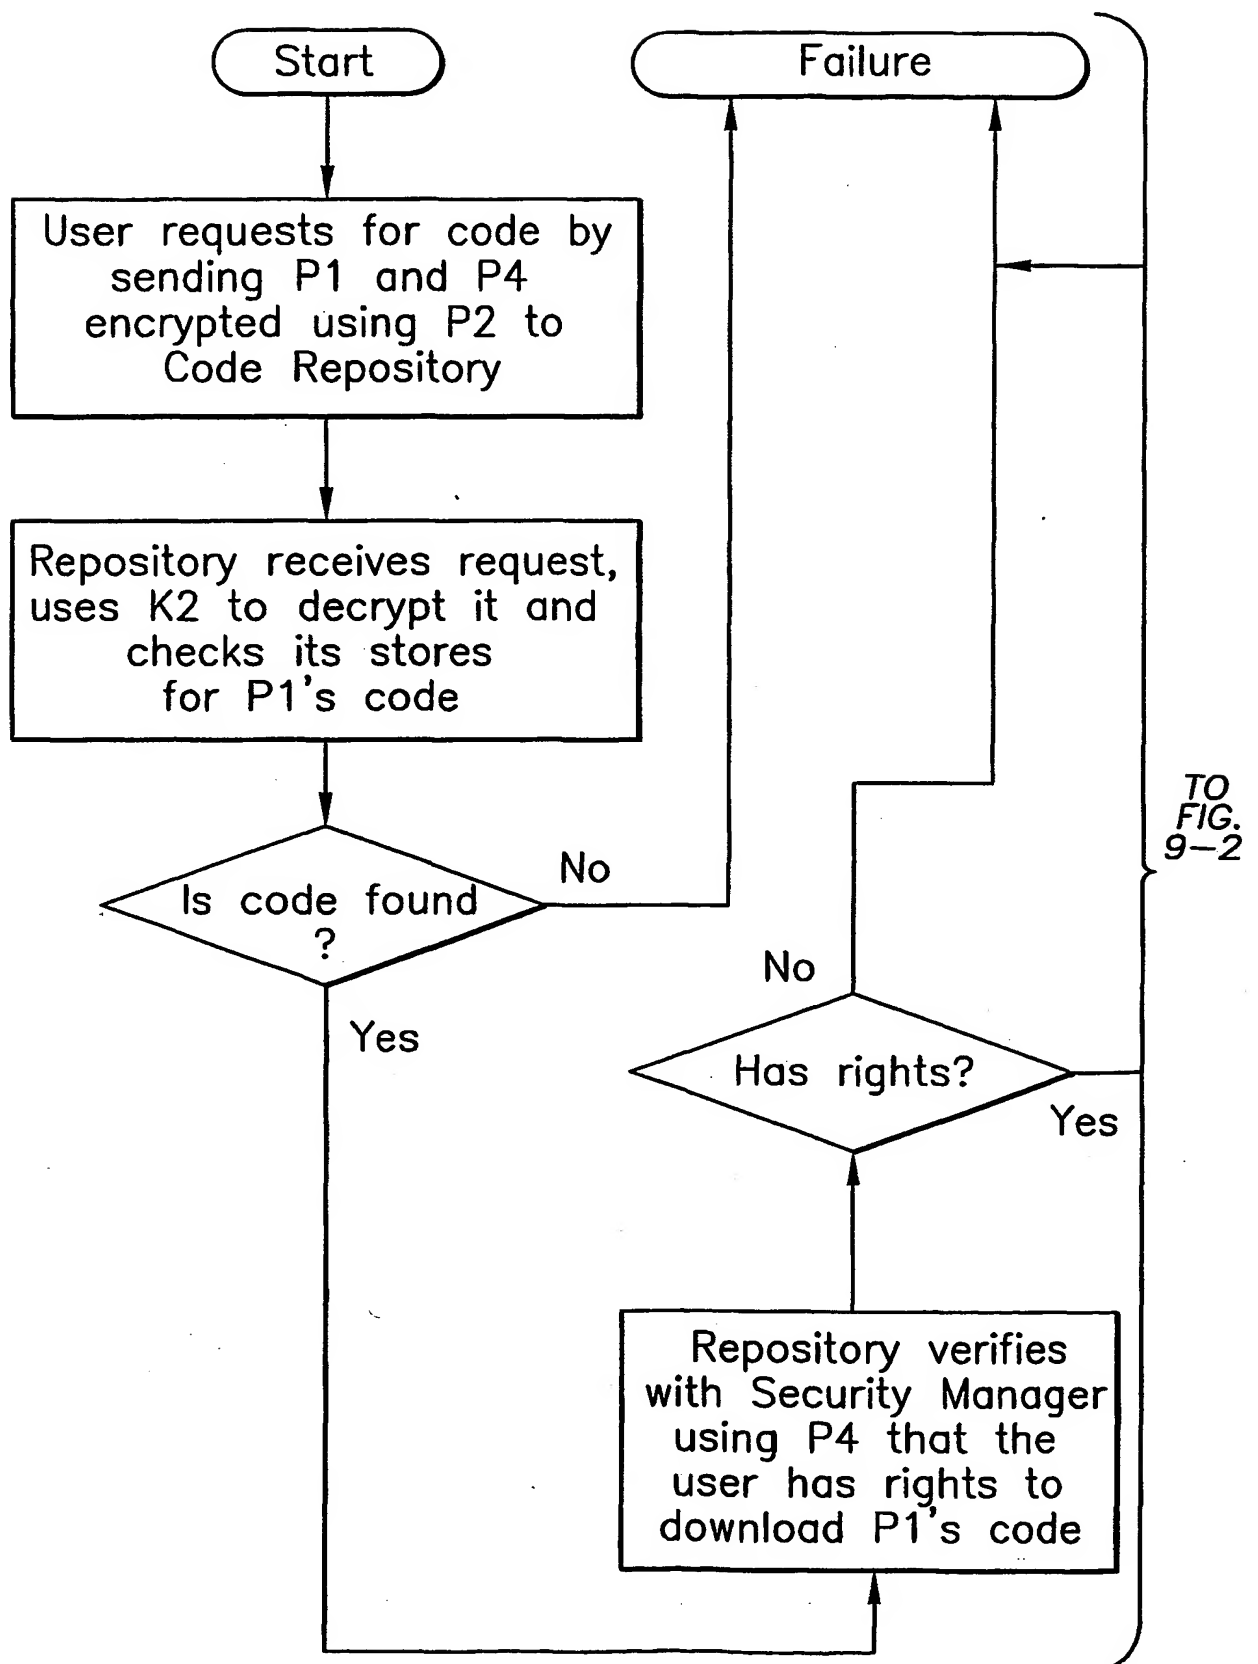 Start
Failure
User requests for code by
sending P1 and P4
encrypted using P2 to
Code Repository
Repository receives request,
uses K2 to decrypt it and
checks its stores
for P1's code
Is code found
?
No
Yes
Repository verifies
with Security Manager
using P4 that the
user has rights to
download P1's code
Has rights?
No
Yes
TO
FIG.
9-2